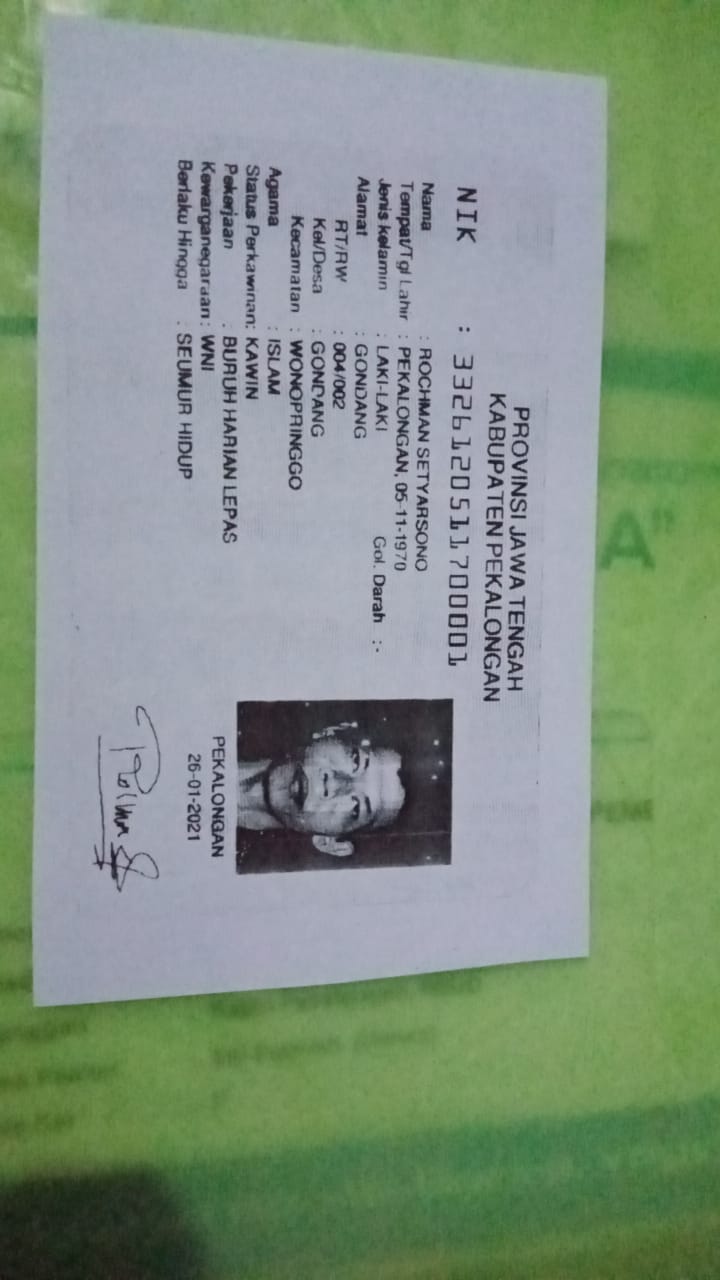 PROVINSI JAWA TENGAH
KABUPATEN PEKALONGAN
NIK : 3326120511700001
Nama : ROCHMAN SETYARSONO
Tempat/Tgl Lahir : PEKALONGAN, 05-11-1970
Jenis kelamin : LAKI-LAKI Gol. Darah :-
Alamat : GONDANG
RT/RW : 004/002
Kel/Desa : GONDANG
Kecamatan : WONOPRINGGO
Agama : ISLAM
Status Perkawinan: KAWIN
Pekerjaan : BURUH HARIAN LEPAS
Kewarganegaraan: WNI
Berlaku Hingga : SEUMUR HIDUP
PEKALONGAN
26-01-2021
A"